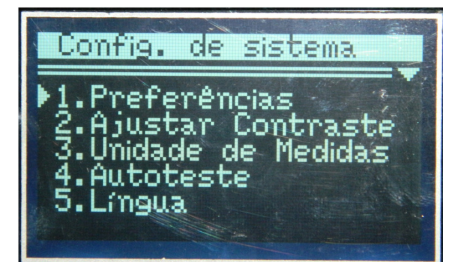 Config. de sistema
1.Preferências
2.Ajustar Contraste
3.Unidade de Medidas
4.Autoteste
5.Língua